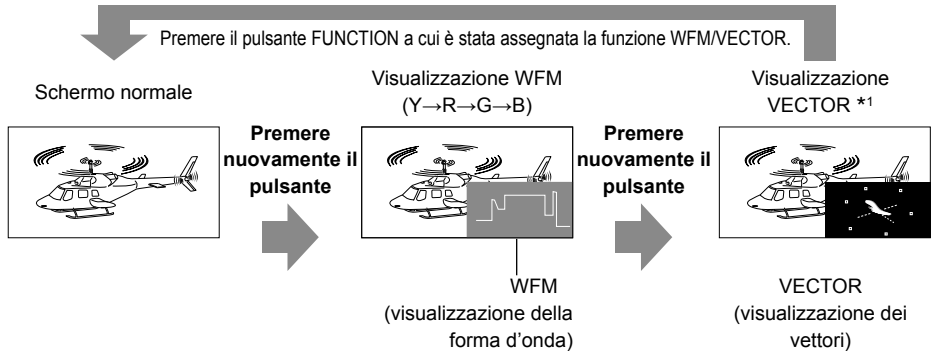 Premere il pulsante FUNCTION a cui è stata assegnata la funzione WFM/VECTOR.
Schermo normale
Premere
nuovamente il
pulsante
Visualizzazione WFM
(Y→R→G→B)
Premere
nuovamente il
pulsante
Visualizzazione
VECTOR *1
WFM
(visualizzazione della
forma d'onda)
VECTOR
(visualizzazione dei
vettori)